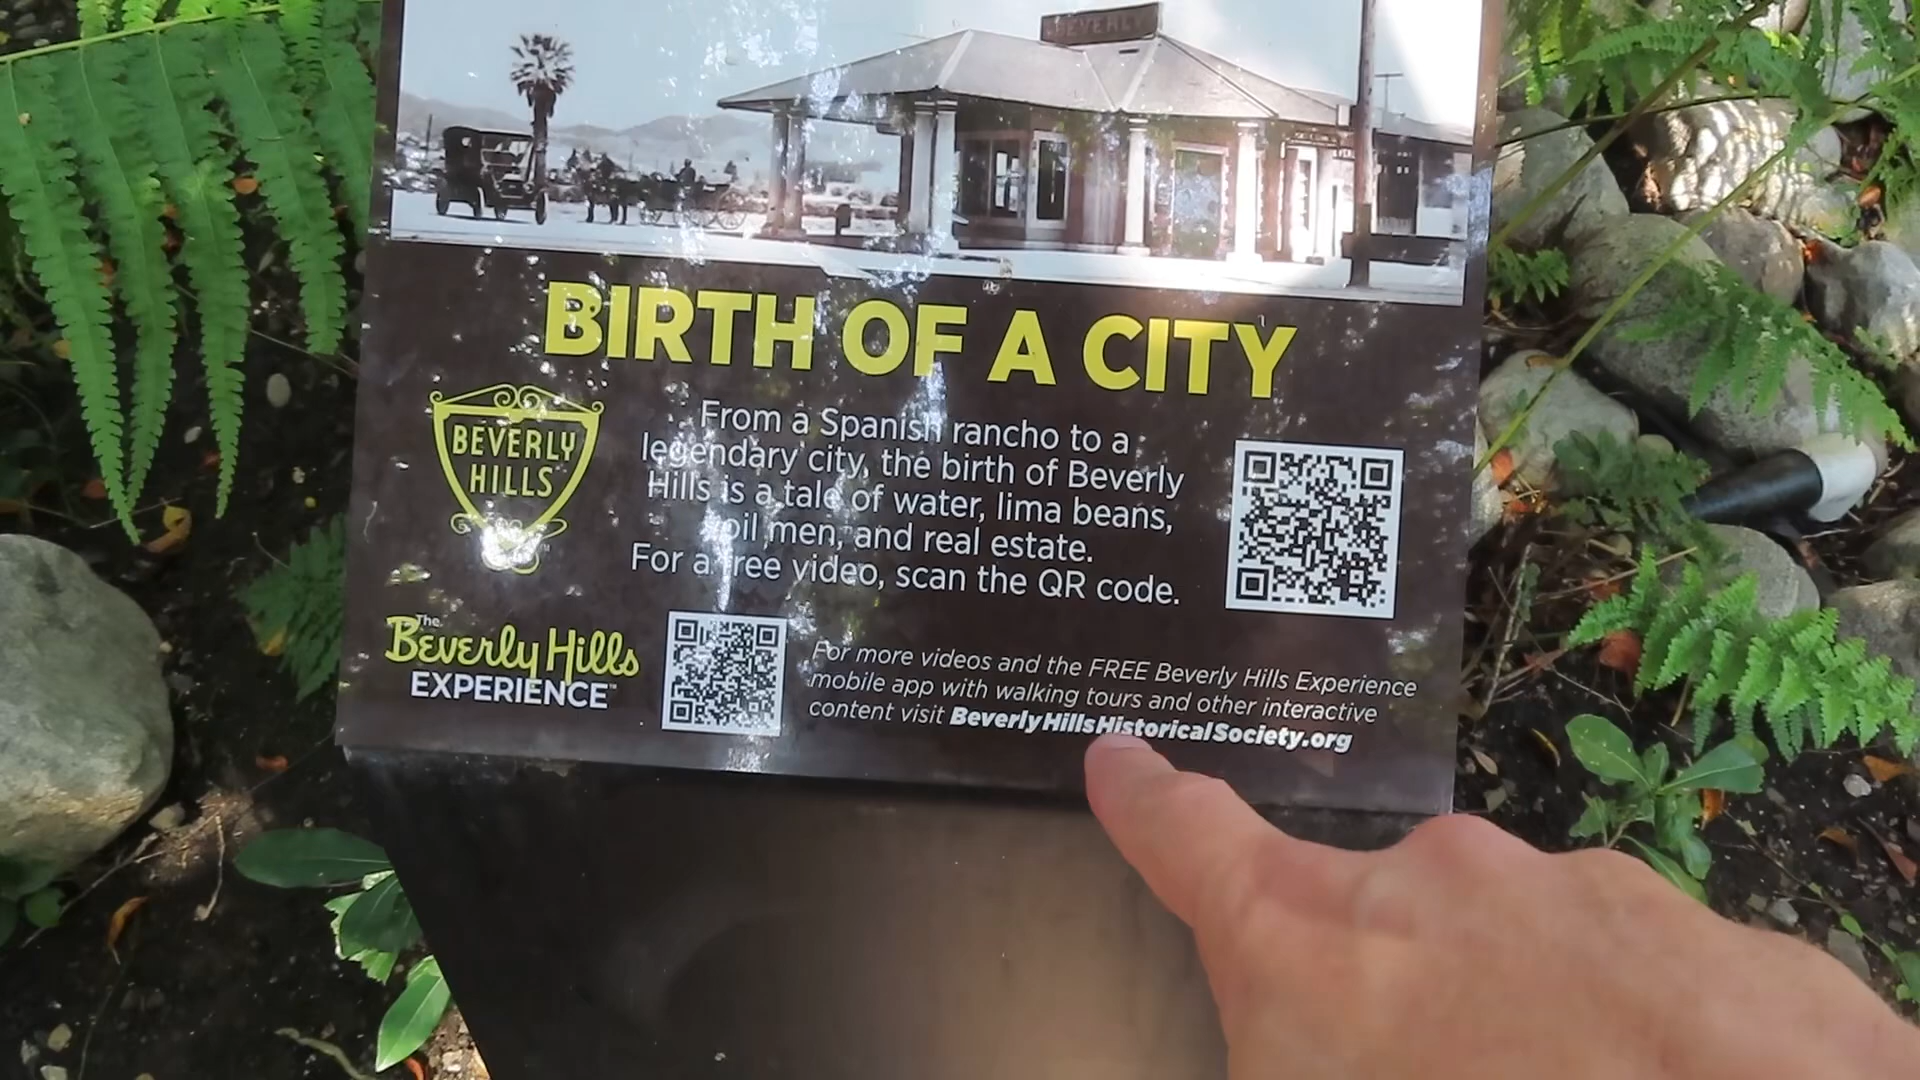 BEVERLY
BIRTH OF A CITY
BEVERLY
HILLS
From a Spanish rancho to a
legendary city, the birth of Beverly
Hills is a tale of water, lima beans,
oil men, and real estate.
For a free video, scan the QR code.
The
Beverly Hills
EXPERIENCE™
For more videos and the FREE Beverly Hills Experience
mobile app with walking tours and other interactive
content visit BeverlyHillsHistoricalSociety.org